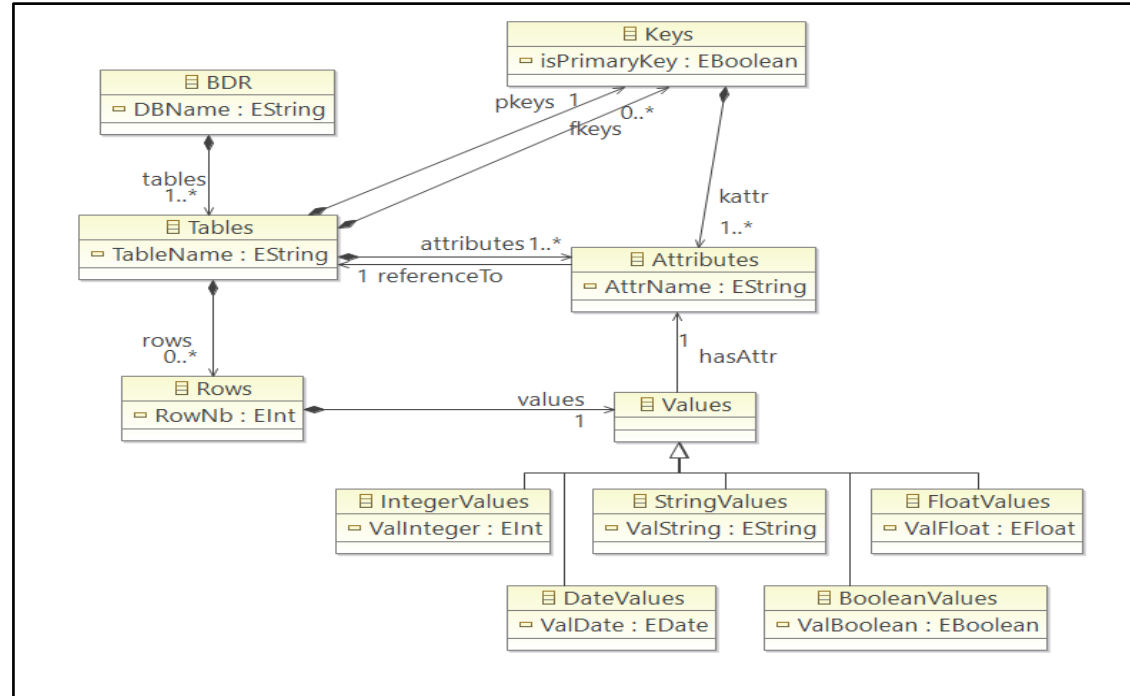 Keys
isPrimaryKey : EBoolean
BDR
DBName : EString
pkeys 1
0..*
fkeys
tables
1..*
kattr
1..*
Tables
TableName : EString
attributes 1..*
1 referenceTo
Attributes
AttrName : EString
rows
0..*
1
hasAttr
Rows
RowNb : EInt
values
1
Values
IntegerValues
ValInteger : EInt
StringValues
ValString : EString
FloatValues
ValFloat : EFloat
DateValues
ValDate : EDate
BooleanValues
ValBoolean : EBoolean